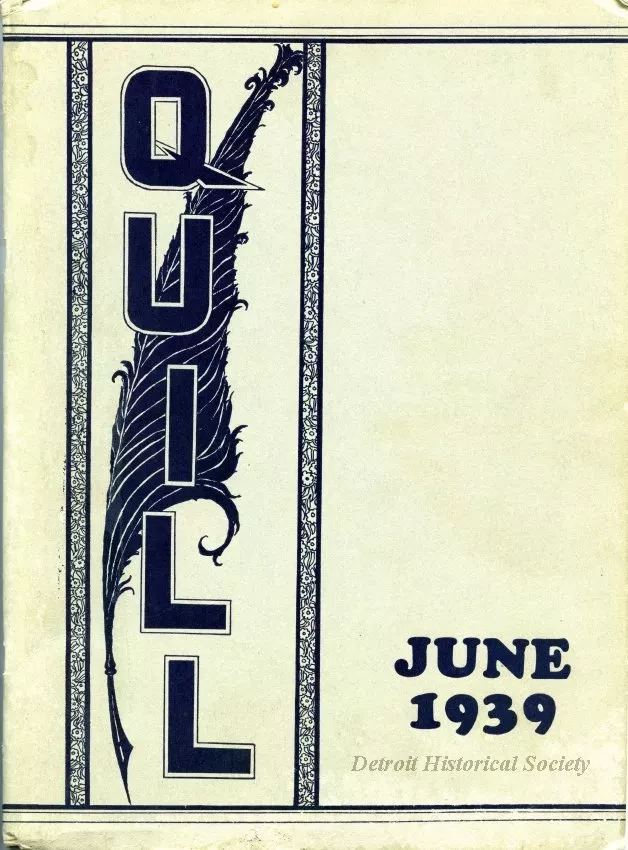 QUILL
JUNE
1939
Detroit Historical Society